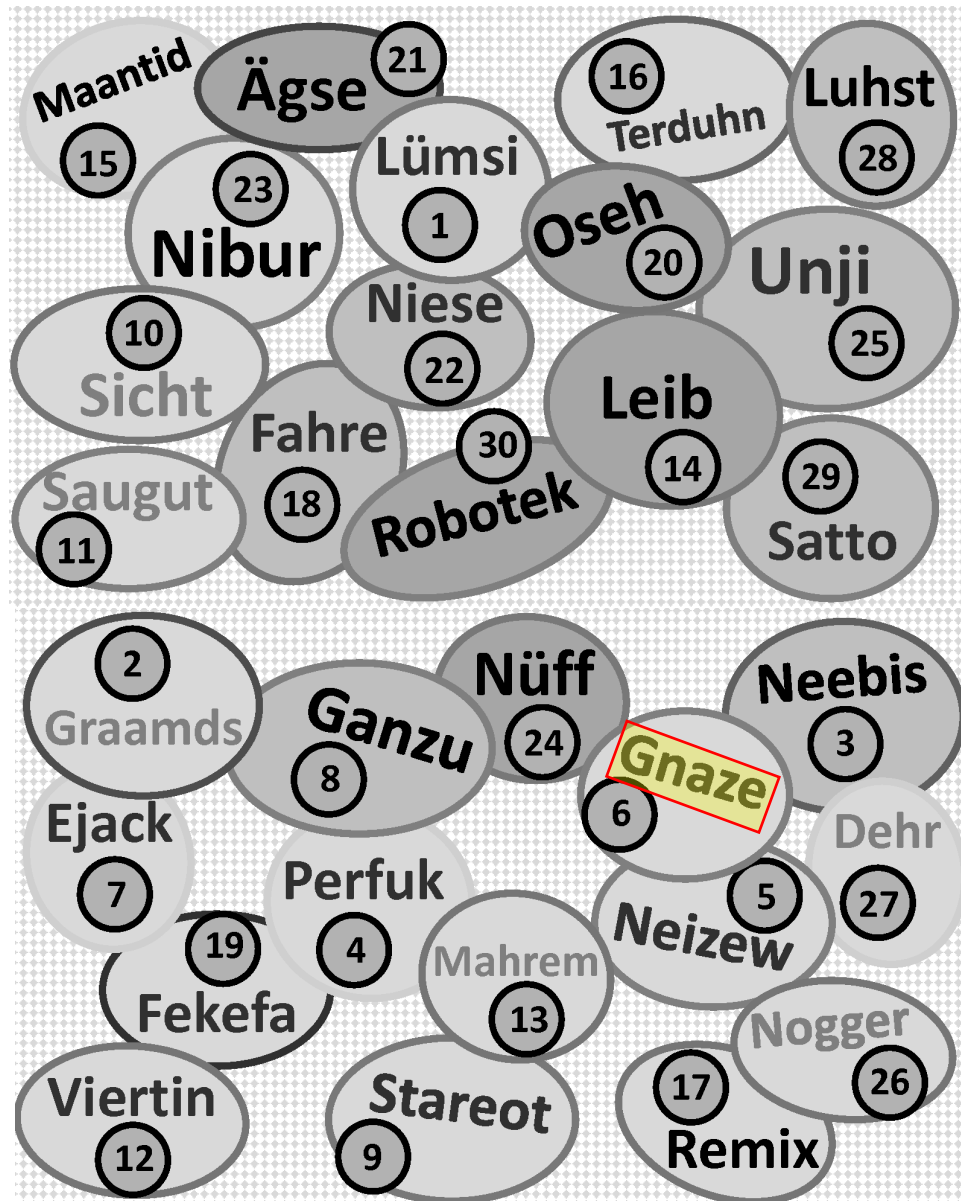 Maantid
15
Ägse
21
Terduhn
16
Luhst
28
Nibur
23
Lümsi
1
Oseh
20
Unji
25
Sicht
10
Niese
22
Leib
14
Fahre
18
Saugut
11
Robotek
30
Satto
29
Graamds
2
Ganzu
8
Nüff
24
Gnaze
6
Neebis
3
Ejack
7
Perfuk
4
Neizew
5
Dehr
27
Fekefa
19
Mahrem
13
Nogger
26
Viertin
12
Stareot
9
Remix
17